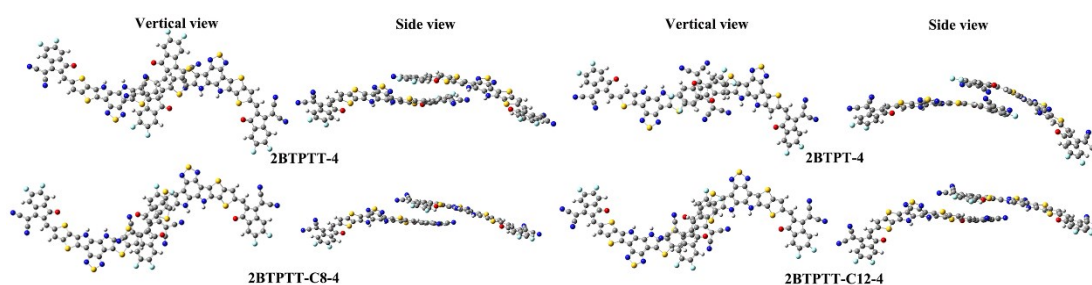 Vertical view Side view Vertical view Side view
2BTPTT-4 2BTPT-4
2BTPTT-C8-4 2BTPTT-C12-4